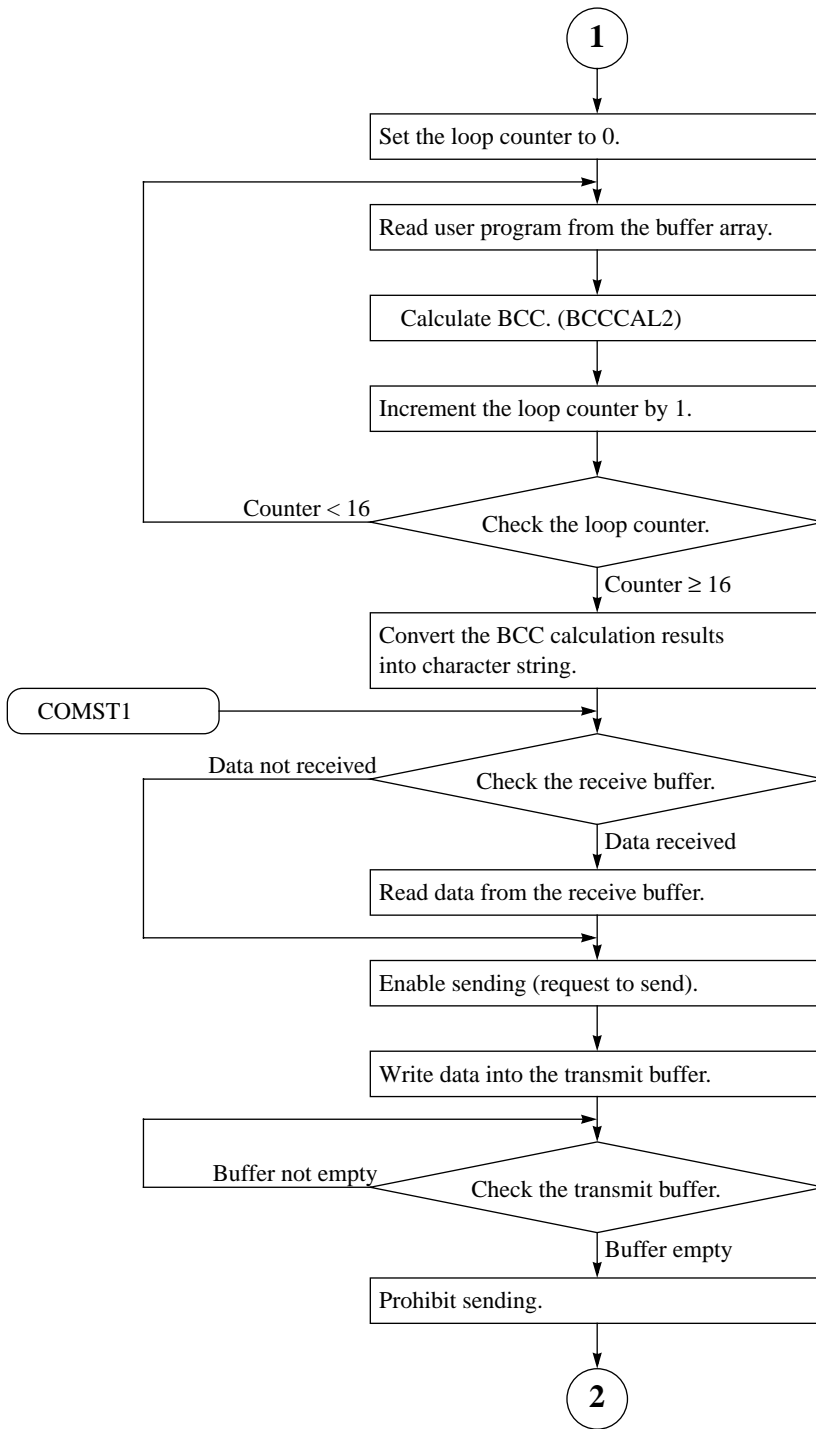 1
Set the loop counter to 0.
Read user program from the buffer array.
Calculate BCC. (BCCCAL2)
Increment the loop counter by 1.
Counter < 16
Check the loop counter.
Counter ≥ 16
Convert the BCC calculation results
into character string.
COMST1
Data not received
Check the receive buffer.
Data received
Read data from the receive buffer.
Enable sending (request to send).
Write data into the transmit buffer.
Buffer not empty
Check the transmit buffer.
Buffer empty
Prohibit sending.
2